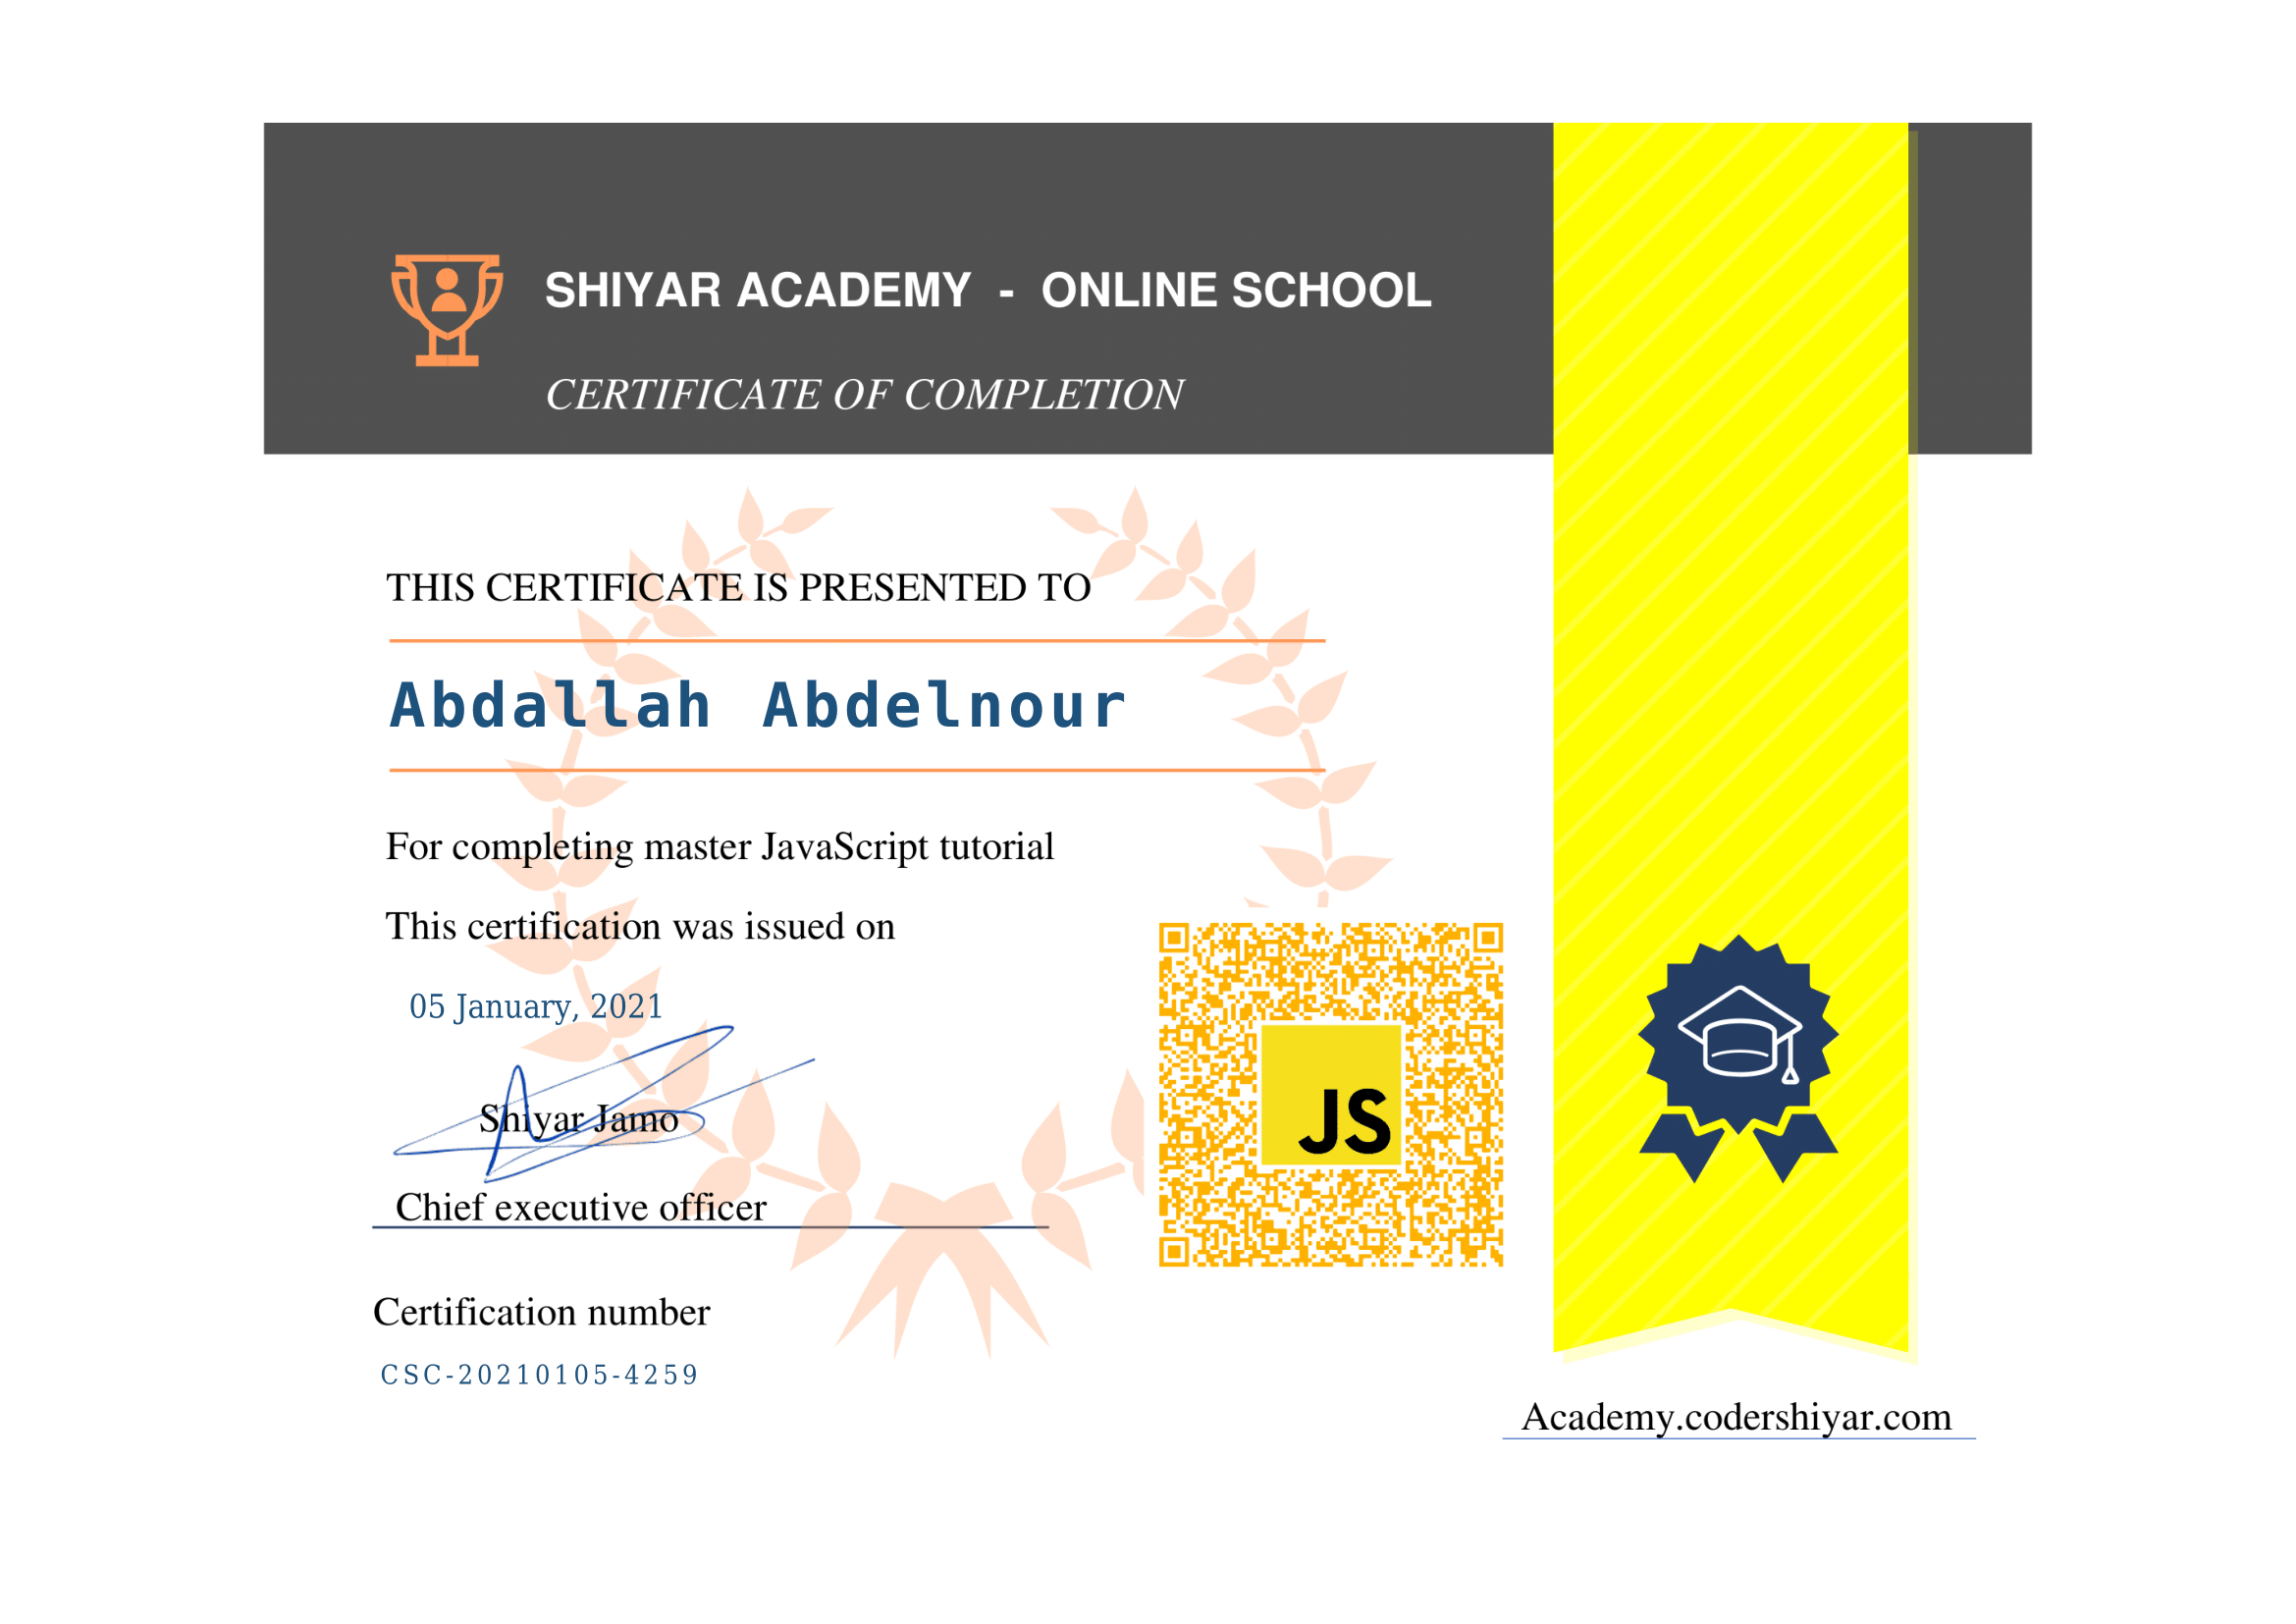 SHIYAR ACADEMY - ONLINE SCHOOL
CERTIFICATE OF COMPLETION
THIS CERTIFICATE IS PRESENTED TO
Abdallah Abdelnour
For completing master JavaScript tutorial
This certification was issued on
05 January, 2021
Shiyar Jamo
Chief executive officer
JS
Certification number
CSC-20210105-4259
Academy.codershiyar.com